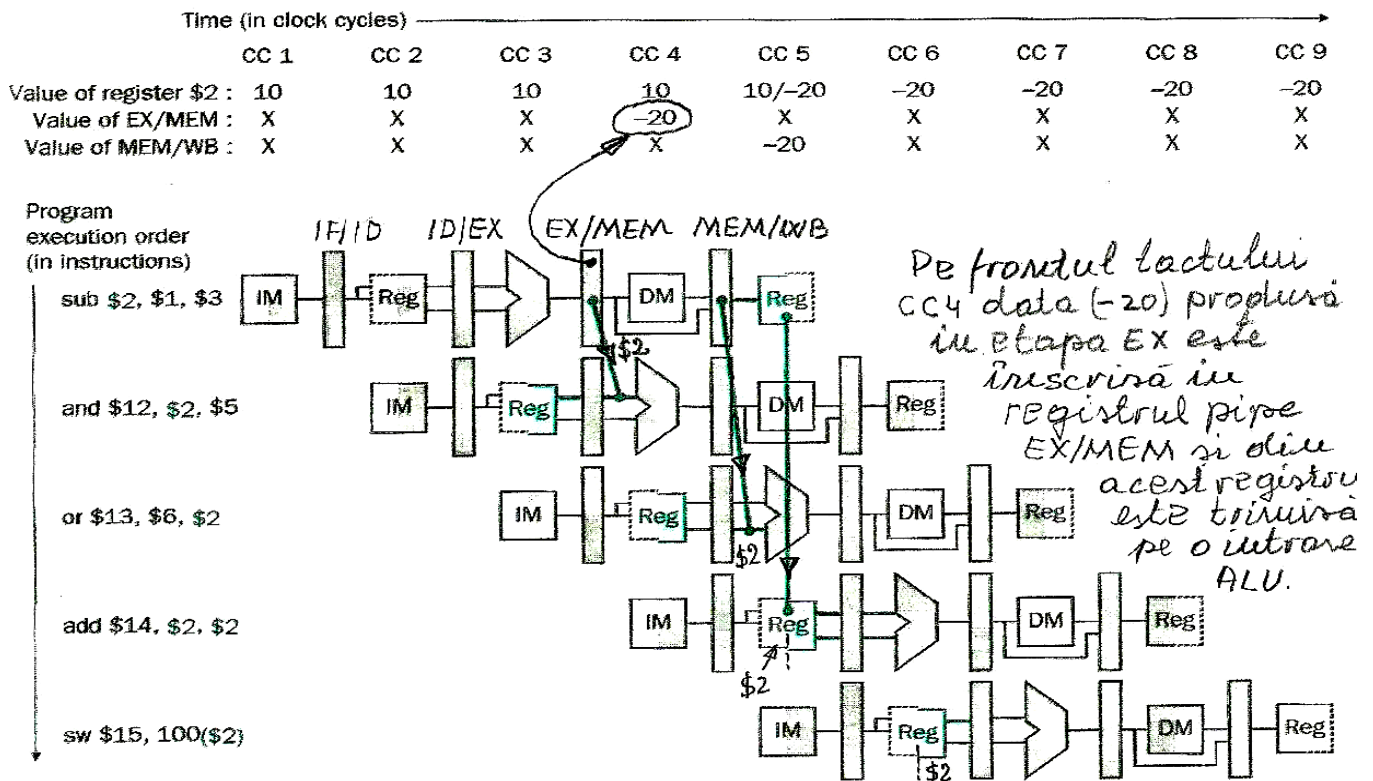 Time (in clock cycles)
CC 1 CC 2 CC 3 CC 4 CC 5 CC 6 CC 7 CC 8 CC 9
Value of register $2 : 10 10 10 10 10/–20 –20 –20 –20 –20
Value of EX/MEM : X X X –20 X X X X X
Value of MEM/WB : X X X X –20 X X X X
Program
execution order
(in instructions)
IF/ID ID/EX EX/MEM MEM/WB
sub $2, $1, $3
IM Reg DM Reg
$2
and $12, $2, $5
IM Reg DM Reg
or $13, $6, $2
IM Reg DM Reg
$2
add $14, $2, $2
IM Reg DM Reg
$2
sw $15, 100($2)
IM Reg DM Reg
$2
Pe frontul tactului
CC4 data (-20) produsă
in etapa EX este
înscrisă in
registrul pipe
EX/MEM si din
acest registru
este trimisă
pe o intrare
ALU.